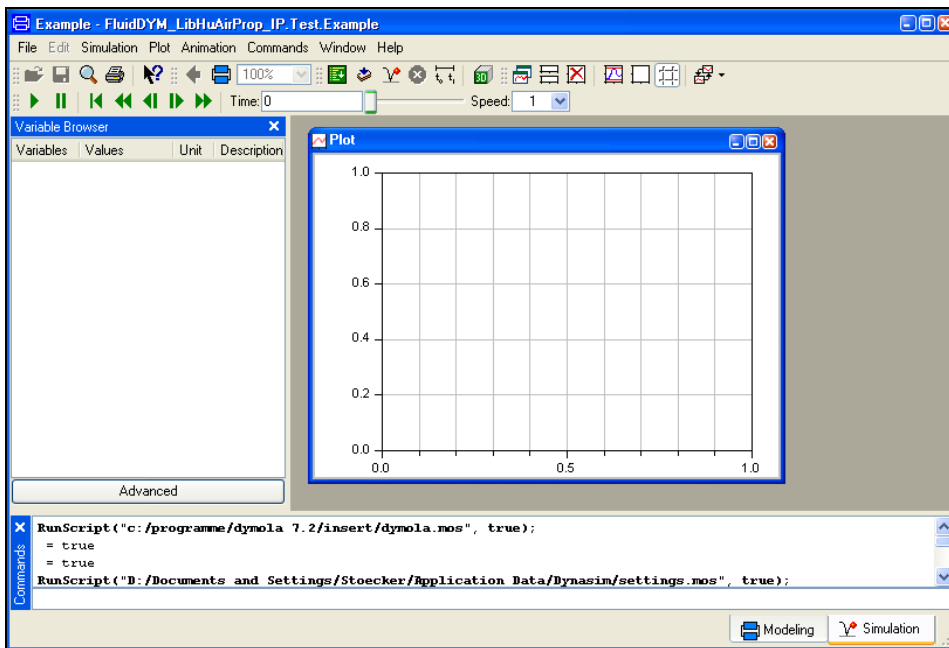 Example - FluidDYM_LibHuAirProp_IP.Test.Example
File Edit Simulation Plot Animation Commands Window Help
100%
3D
Time: 0 Speed: 1
Variable Browser
Variables Values Unit Description
Plot
1.0
0.8
0.6
0.4
0.2
0.0
0.0 0.5 1.0
Advanced
Commands
RunScript("c:/programme/dymola 7.2/insert/dymola.mos", true);
= true
= true
RunScript("D:/Documents and Settings/Stoecker/Application Data/Dynasim/settings.mos", true);
Modeling Simulation